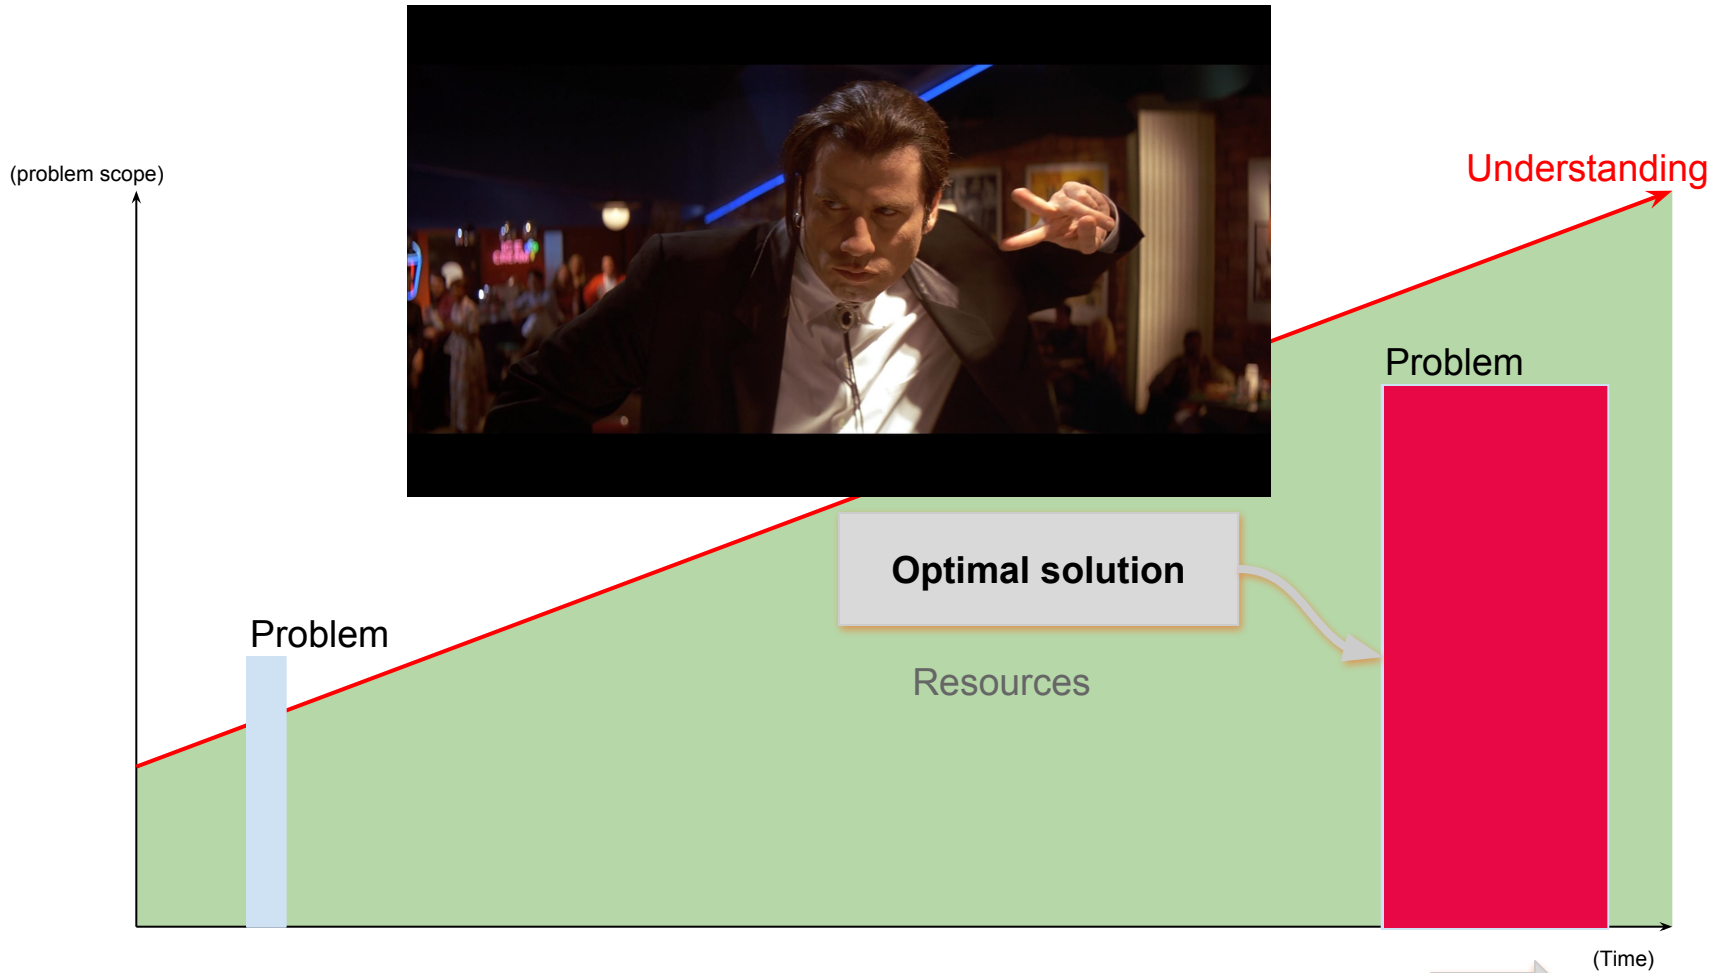 (problem scope)
Understanding
Problem
Optimal solution
Problem
Resources
(Time)